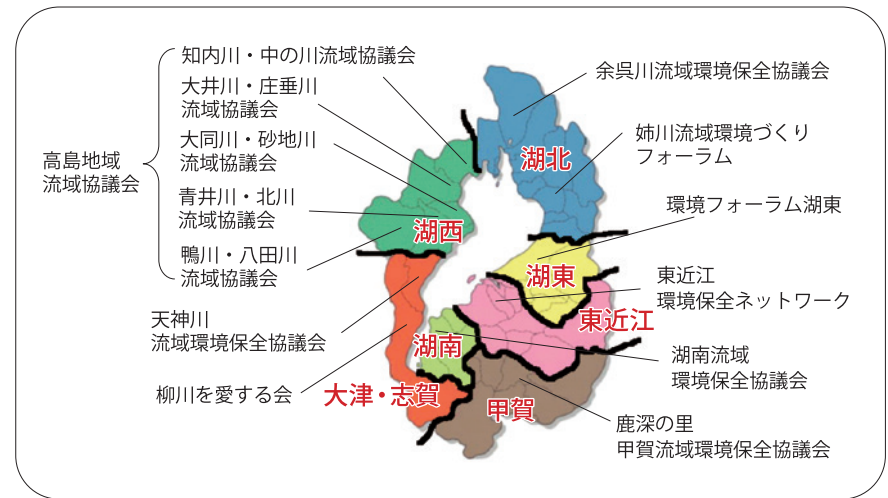 知内川・中の川流域協議会
大井川・庄垂川
流域協議会
大同川・砂地川
流域協議会
高島地域
流域協議会
青井川・北川
流域協議会
鴨川・八田川
流域協議会
天神川
流域環境保全協議会
柳川を愛する会
余呉川流域環境保全協議会
姉川流域環境づくり
フォーラム
環境フォーラム湖東
東近江
環境保全ネットワーク
湖南流域
環境保全協議会
鹿深の里
甲賀流域環境保全協議会
湖北
湖西
湖東
東近江
湖南
大津・志賀
甲賀